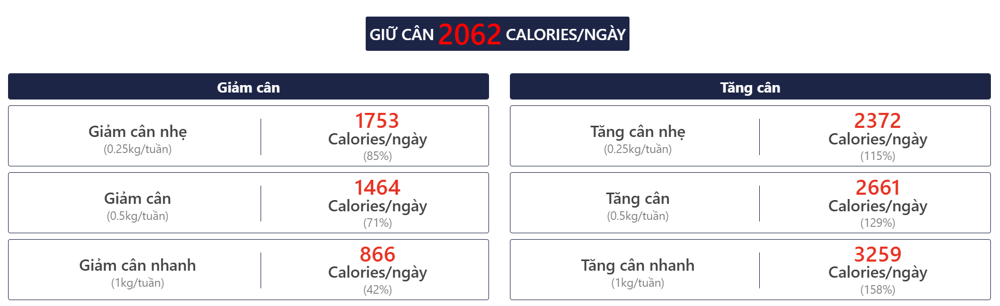 GIỮ CÂN 2062 CALORIES/NGÀY
Giảm cân
Giảm cân nhẹ
(0.25kg/tuần)
1753
Calories/ngày
(85%)
Giảm cân
(0.5kg/tuần)
1464
Calories/ngày
(71%)
Giảm cân nhanh
(1kg/tuần)
866
Calories/ngày
(42%)
Tăng cân
Tăng cân nhẹ
(0.25kg/tuần)
2372
Calories/ngày
(115%)
Tăng cân
(0.5kg/tuần)
2661
Calories/ngày
(129%)
Tăng cân nhanh
(1kg/tuần)
3259
Calories/ngày
(158%)